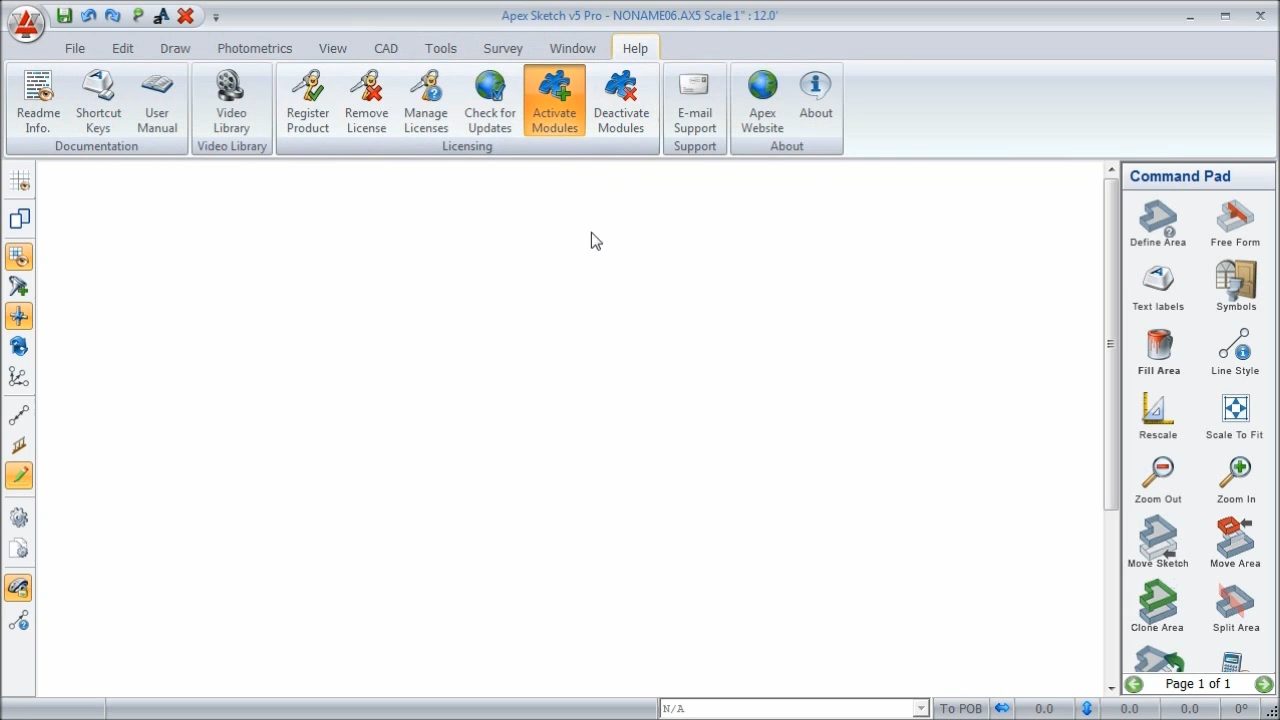 Apex Sketch v5 Pro - NONAME06.AX5 Scale 1" : 12.0'
File Edit Draw Photometrics View CAD Tools Survey Window Help
Readme Info.
Shortcut Keys
User Manual
Documentation
Video Library
Video Library
Register Product
Remove License
Manage Licenses
Check for Updates
Activate Modules
Deactivate Modules
Licensing
E-mail Support
Support
Apex Website
About
About
Command Pad
Define Area Free Form
Text labels Symbols
Fill Area Line Style
Rescale Scale To Fit
Zoom Out Zoom In
Move Sketch Move Area
Clone Area Split Area
Page 1 of 1
N/A To POB 0.0 0.0 0.0 0°